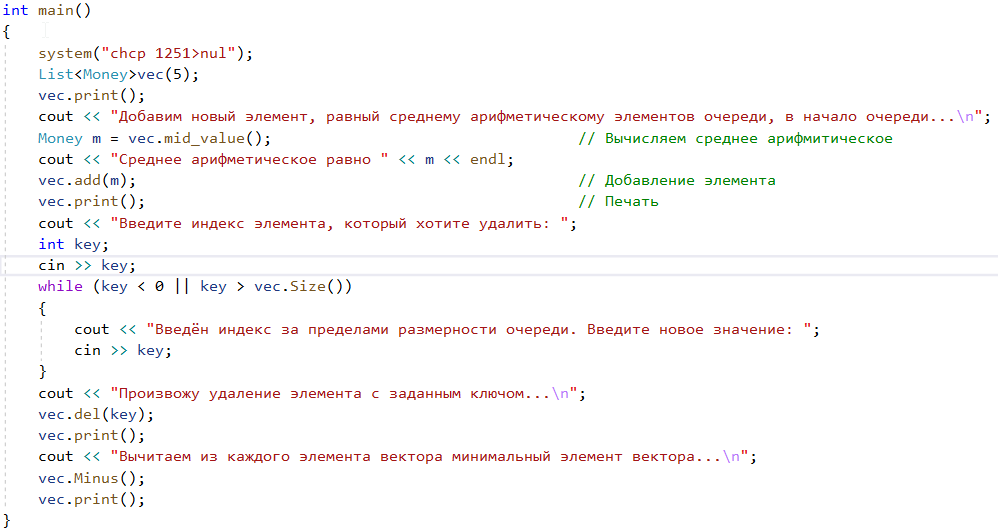 int main()
{
system("chcp 1251>nul");
List<Money>vec(5);
vec.print();
cout << "Добавим новый элемент, равный среднему арифметическому элементов очереди, в начало очереди...\n";
Money m = vec.mid_value(); // Вычисляем среднее арифмитическое
cout << "Среднее арифметическое равно " << m << endl;
vec.add(m); // Добавление элемента
vec.print(); // Печать
cout << "Введите индекс элемента, который хотите удалить: ";
int key;
cin >> key;
while (key < 0 || key > vec.Size())
{
cout << "Введён индекс за пределами размерности очереди. Введите новое значение: ";
cin >> key;
}
cout << "Произвожу удаление элемента с заданным ключом...\n";
vec.del(key);
vec.print();
cout << "Вычитаем из каждого элемента вектора минимальный элемент вектора...\n";
vec.Minus();
vec.print();
}